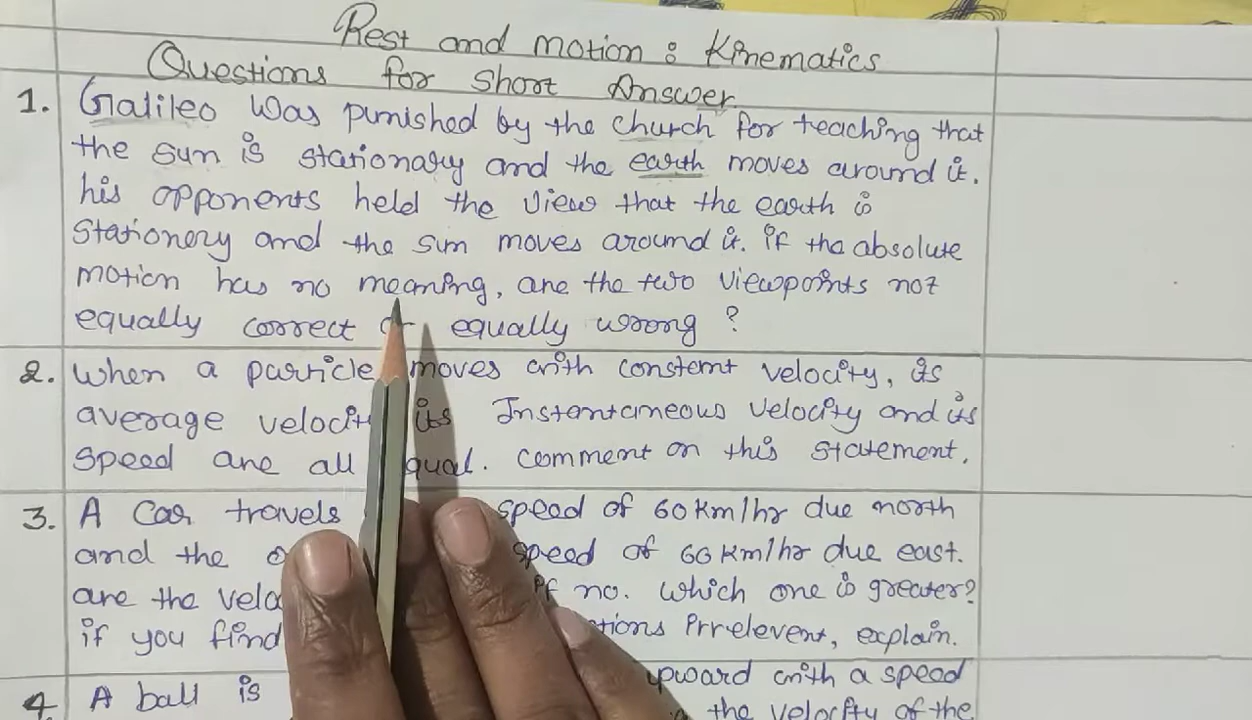 Rest and motion : Kinematics
Questions for short Answer
1. Galileo was punished by the church for teaching that
the sun is stationary and the earth moves around it.
his opponents held the view that the earth is
stationery and the sun moves around it. if the absolute
motion has no meaning, are the two viewpoints not
equally correct or equally wrong ?
2. When a particle moves with constant velocity, its
average velocity its Instantaneous velocity and its
speed are all equal. comment on this statement.
3. A Car travels speed of 60 km/hr due north
and the speed of 60 km/hr due east.
are the if no. which one is greater?
if you find irrelevent, explain.
4. A ball is upward with a speed
the velocity of the